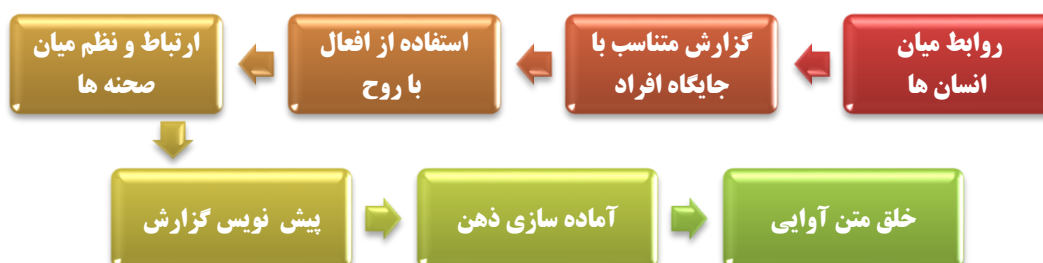 روابط میان
انسان ها
گزارش متناسب با
جایگاه افراد
استفاده از افعال
با روح
ارتباط و نظم میان
صحنه ها
پیش نویس گزارش
آماده سازی ذهن
خلق متن آوایی